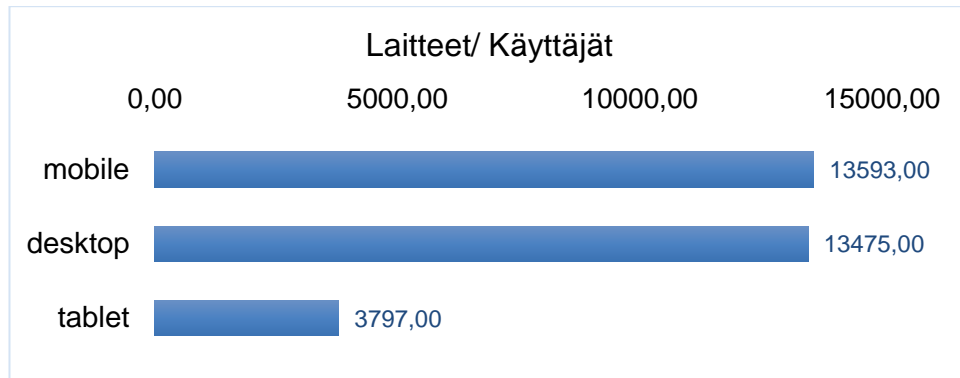 Laitteet/ Käyttäjät
0,00 5000,00 10000,00 15000,00
mobile 13593,00
desktop 13475,00
tablet 3797,00